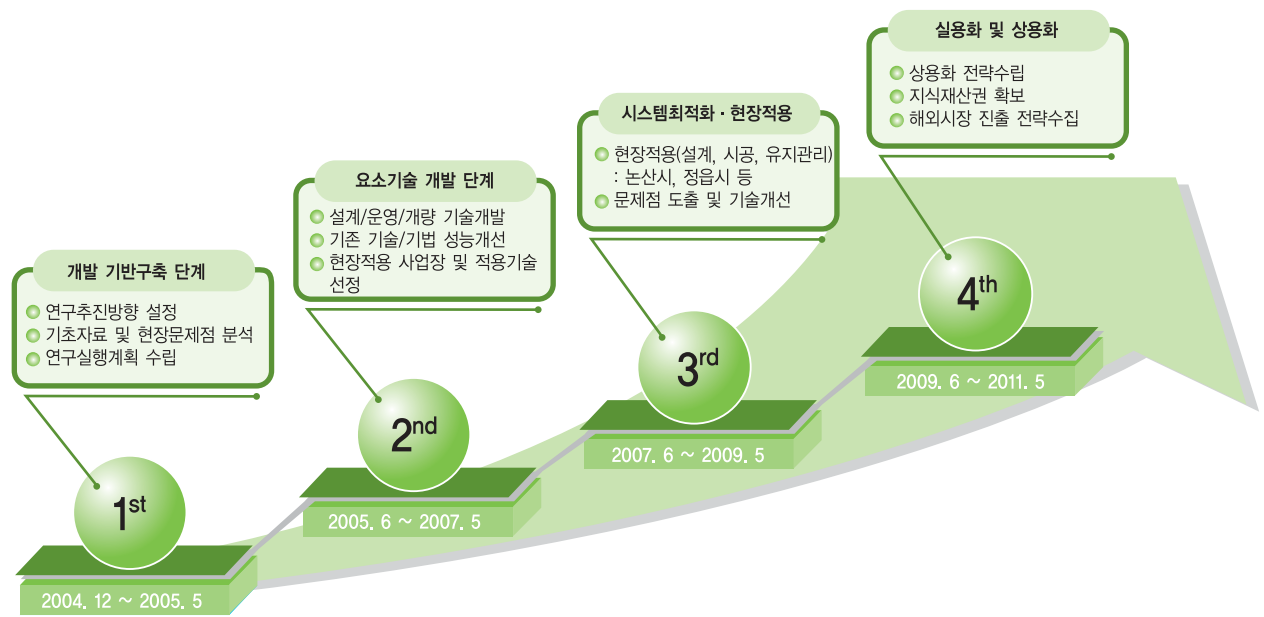 개발 기반구축 단계
연구추진방향 설정
기초자료 및 현장문제점 분석
연구실행계획 수립
1st
2004. 12 ~ 2005. 5
요소기술 개발 단계
설계/운영/개량 기술개발
기존 기술/기법 성능개선
현장적용 사업장 및 적용기술
선정
2nd
2005. 6 ~ 2007. 5
시스템최적화 · 현장적용
현장적용(설계, 시공, 유지관리)
: 논산시, 정읍시 등
문제점 도출 및 기술개선
3rd
2007. 6 ~ 2009. 5
실용화 및 상용화
상용화 전략수립
지식재산권 확보
해외시장 진출 전략수집
4th
2009. 6 ~ 2011. 5